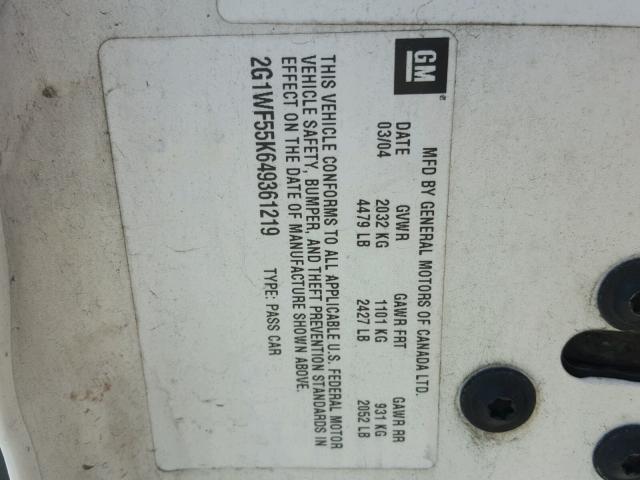 GM
MFD BY GENERAL MOTORS OF CANADA LTD.
DATE GVWR GAWR FRT GAWR RR
03/04 2032 KG 1101 KG 931 KG
4479 LB 2427 LB 2052 LB
THIS VEHICLE CONFORMS TO ALL APPLICABLE U.S. FEDERAL MOTOR
VEHICLE SAFETY, BUMPER, AND THEFT PREVENTION STANDARDS IN
EFFECT ON THE DATE OF MANUFACTURE SHOWN ABOVE.
2G1WF55K649361219 TYPE: PASS CAR